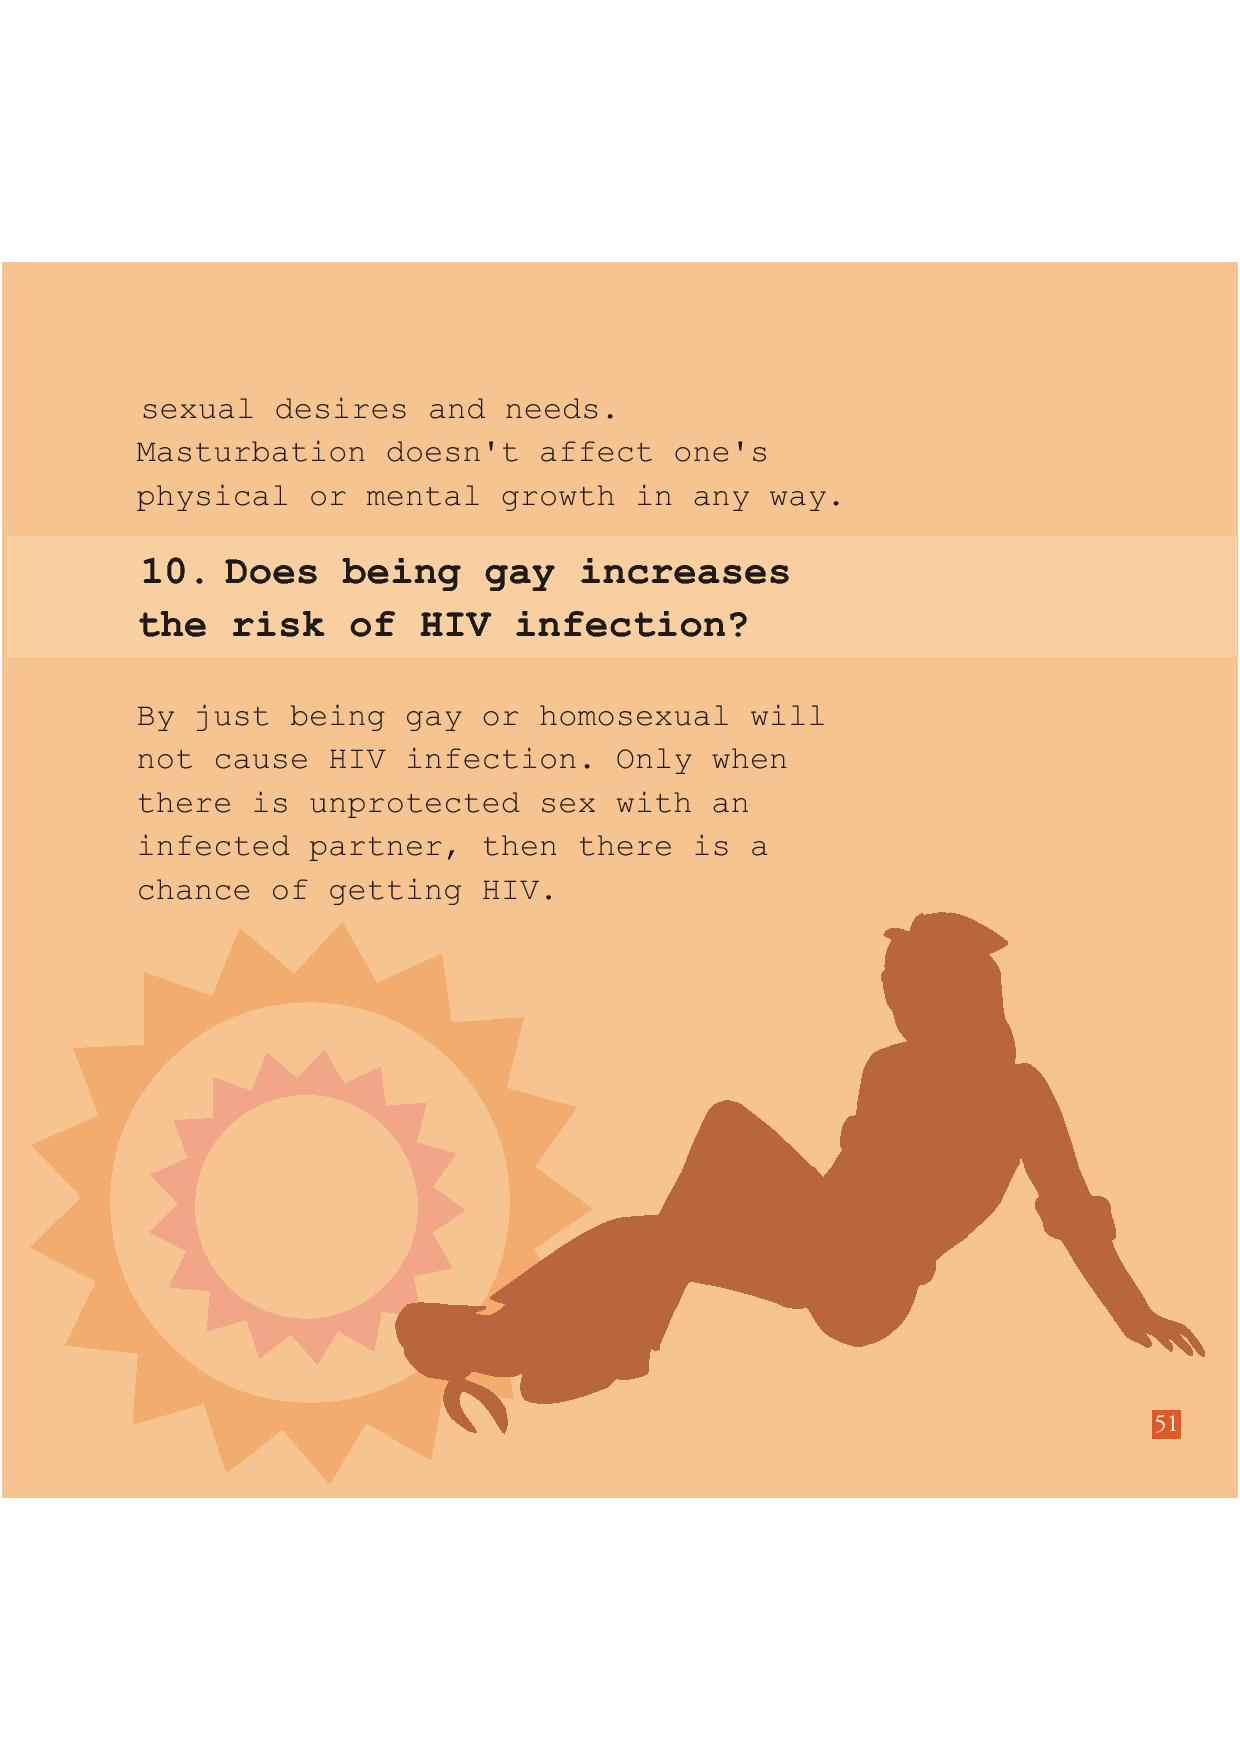 sexual desires and needs.
Masturbation doesn't affect one's
physical or mental growth in any way.
10. Does being gay increases
the risk of HIV infection?
By just being gay or homosexual will
not cause HIV infection. Only when
there is unprotected sex with an
infected partner, then there is a
chance of getting HIV.
51